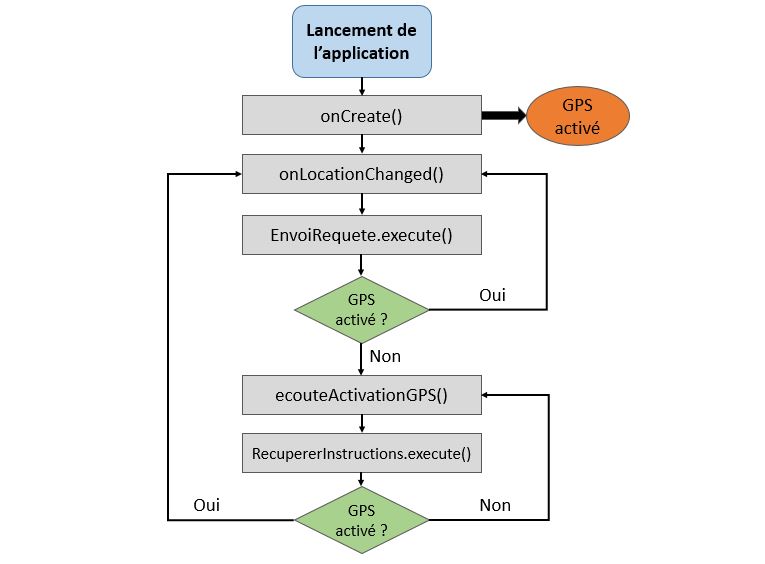 Lancement de
l’application
onCreate()
GPS
activé
onLocationChanged()
EnvoiRequete.execute()
GPS
activé ?
Oui
Non
ecouteActivationGPS()
RecupererInstructions.execute()
GPS
activé ?
Oui
Non